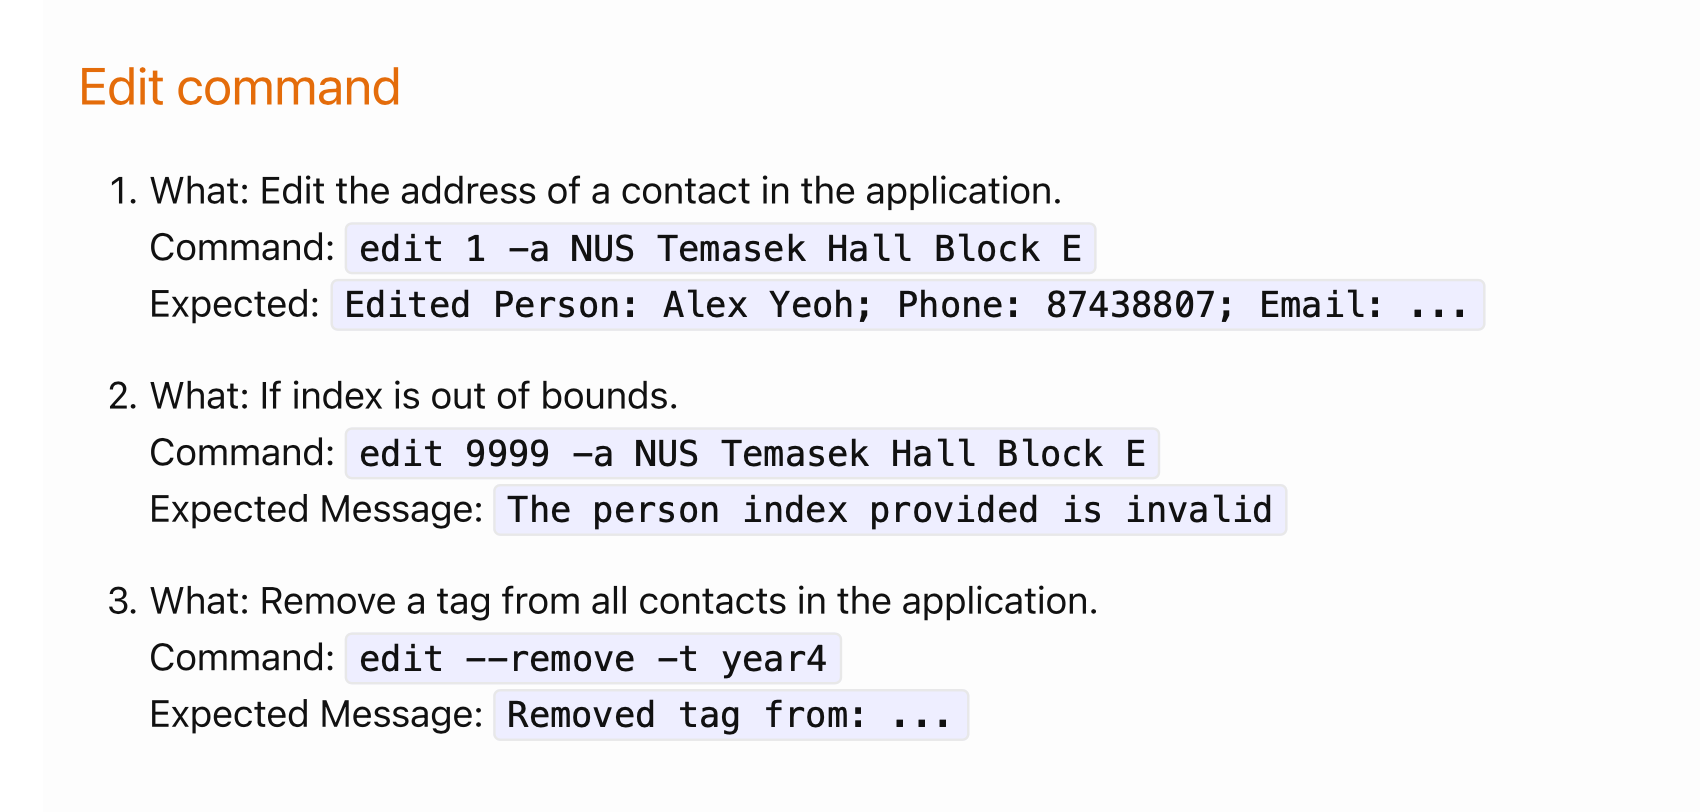 Edit command
1. What: Edit the address of a contact in the application.
Command: edit 1 -a NUS Temasek Hall Block E
Expected: Edited Person: Alex Yeoh; Phone: 87438807; Email: ...
2. What: If index is out of bounds.
Command: edit 9999 -a NUS Temasek Hall Block E
Expected Message: The person index provided is invalid
3. What: Remove a tag from all contacts in the application.
Command: edit --remove -t year4
Expected Message: Removed tag from: ...